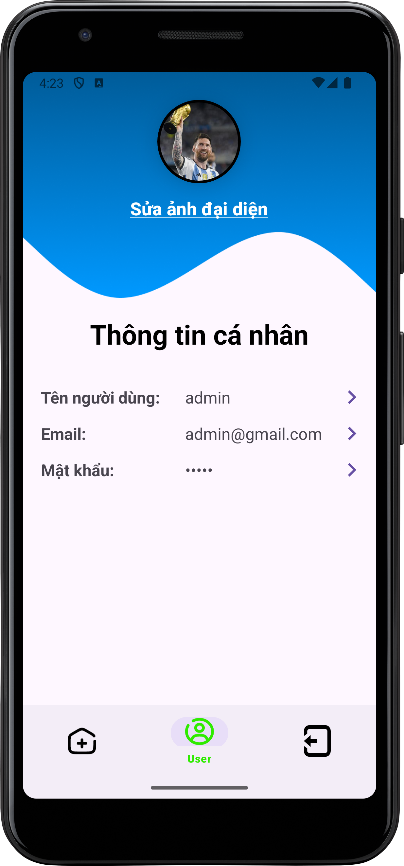 4:23
Sửa ảnh đại diện
Thông tin cá nhân
Tên người dùng: admin
Email: admin@gmail.com
Mật khẩu: •••••
User